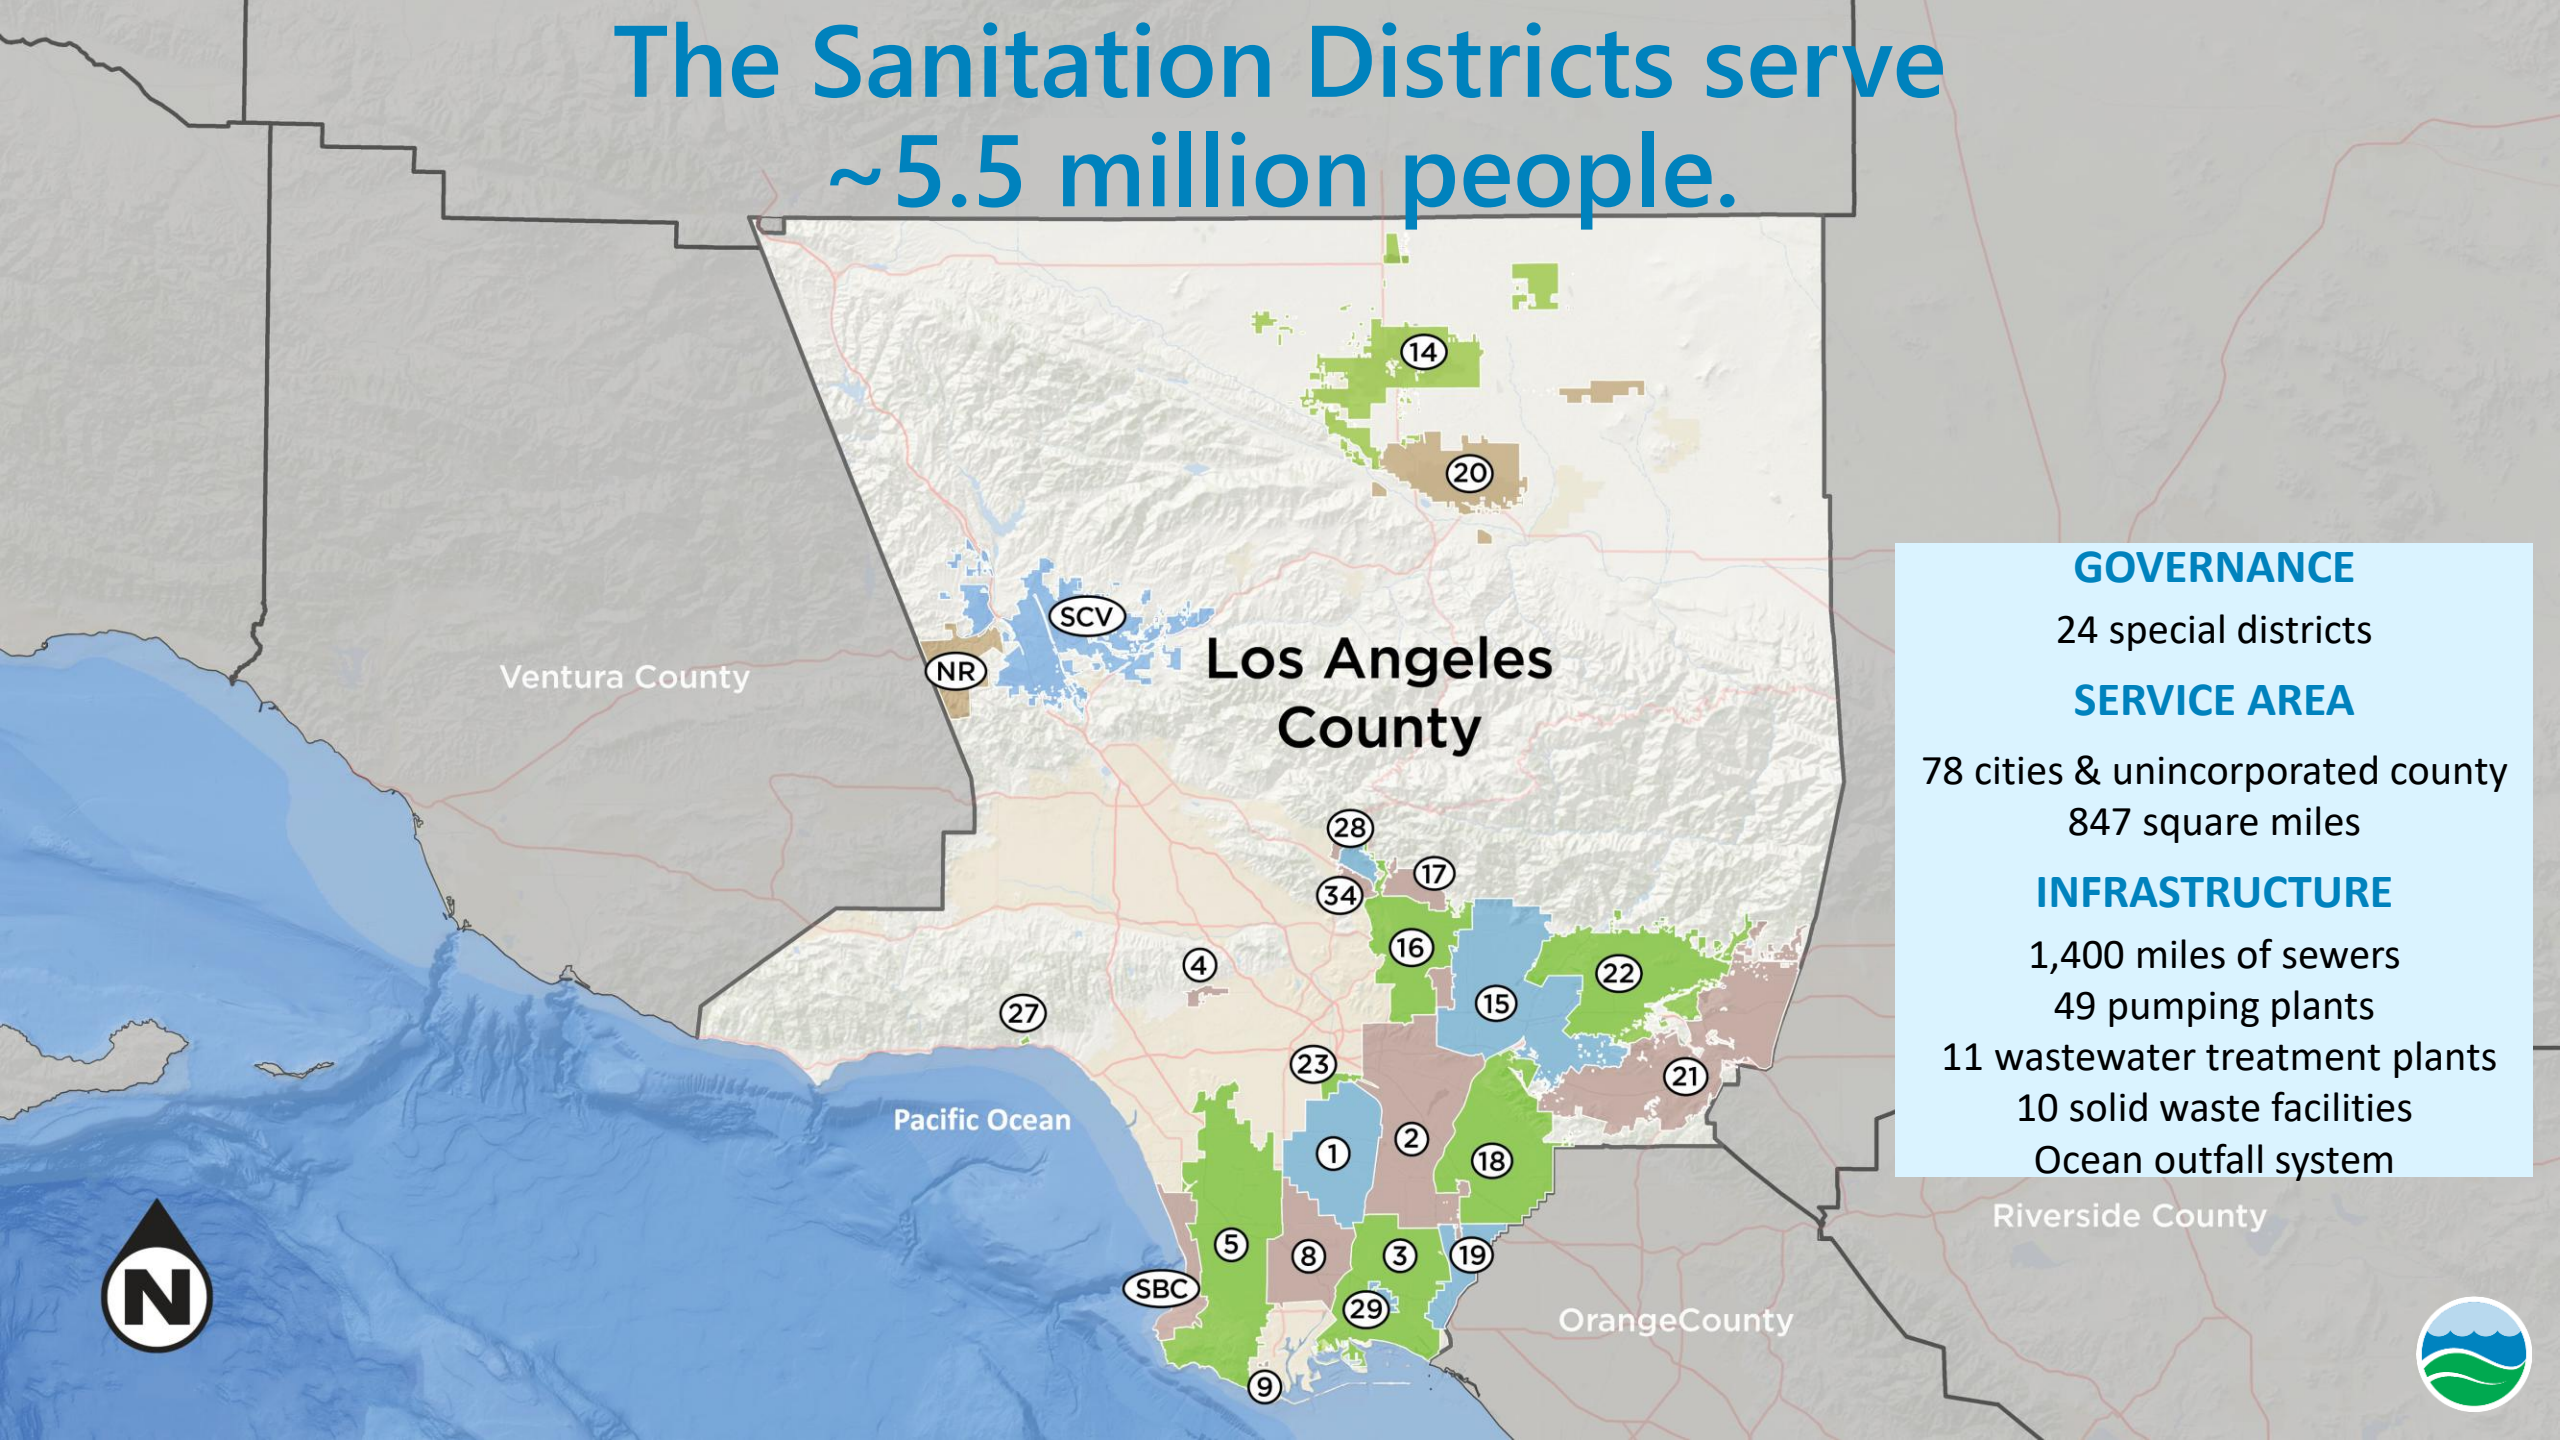 The Sanitation Districts serve
~5.5 million people.
14
20
SCV
NR
Los Angeles
County
Ventura County
GOVERNANCE
24 special districts
SERVICE AREA
78 cities & unincorporated county
847 square miles
INFRASTRUCTURE
1,400 miles of sewers
49 pumping plants
11 wastewater treatment plants
10 solid waste facilities
Ocean outfall system
28
17
34
16
4
22
15
27
23
21
Pacific Ocean
1
2
18
5
8
3
19
SBC
29
9
N
Riverside County
OrangeCounty